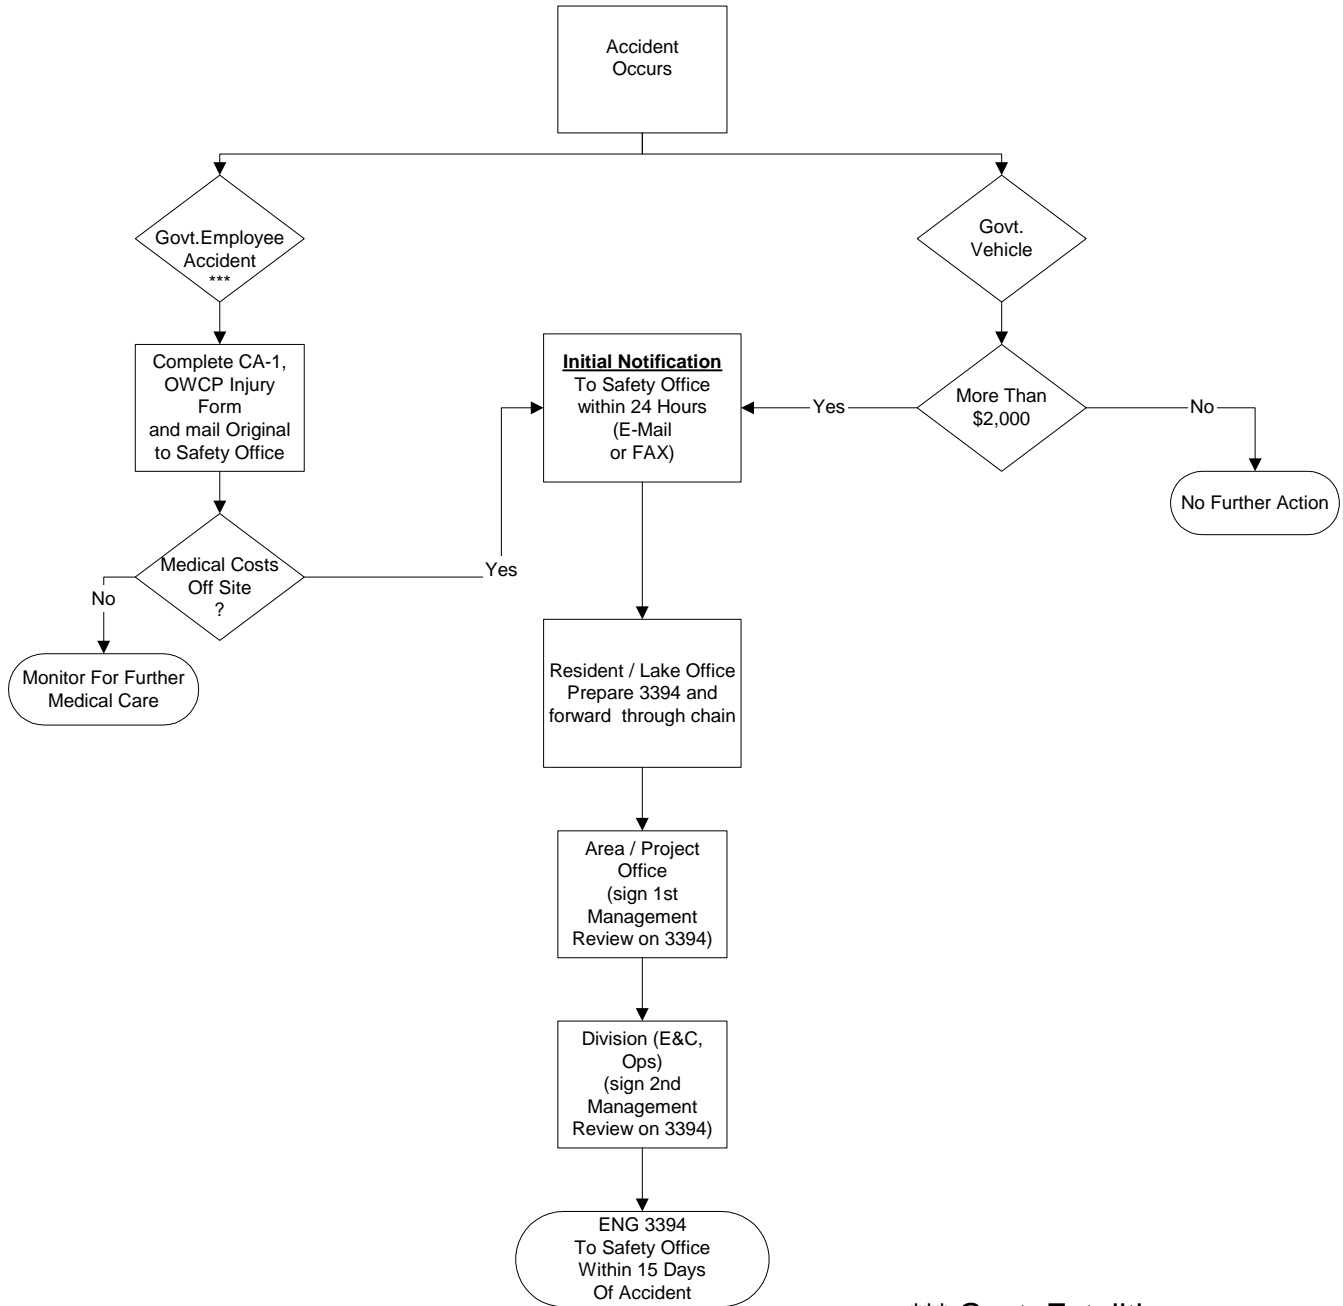 Accident
Occurs
Govt.Employee
Accident
***
Govt.
Vehicle
Complete CA-1,
OWCP Injury
Form
and mail Original
to Safety Office
Initial Notification
To Safety Office
within 24 Hours
(E-Mail
or FAX)
Yes
More Than
$2,000
No
No Further Action
Medical Costs
Off Site
?
Yes
No
Monitor For Further
Medical Care
Resident / Lake Office
Prepare 3394 and
forward through chain
Area / Project
Office
(sign 1st
Management
Review on 3394)
Division (E&C,
Ops)
(sign 2nd
Management
Review on 3394)
ENG 3394
To Safety Office
Within 15 Days
Of Accident
***